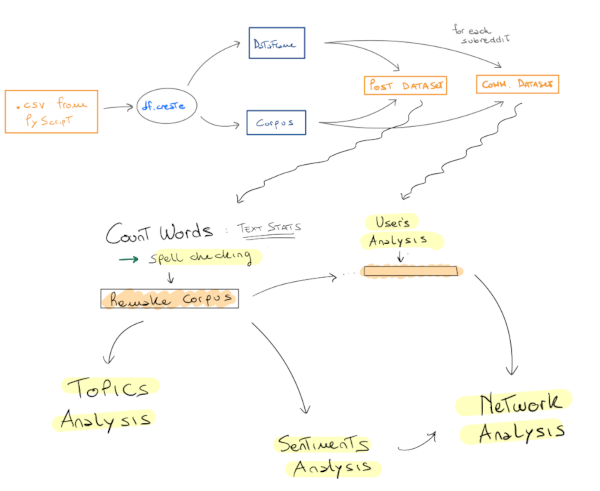 for each
subreddit
DataFrame
POST DATASET
COMM. DATASET
.csv from
PyScript
df.create
Corpus
Count Words : TEXT STATS
→ spell checking
User's
Analysis
...
Remake Corpus
TOPICS
Analysis
Sentiments
Analysis
Network
Analysis